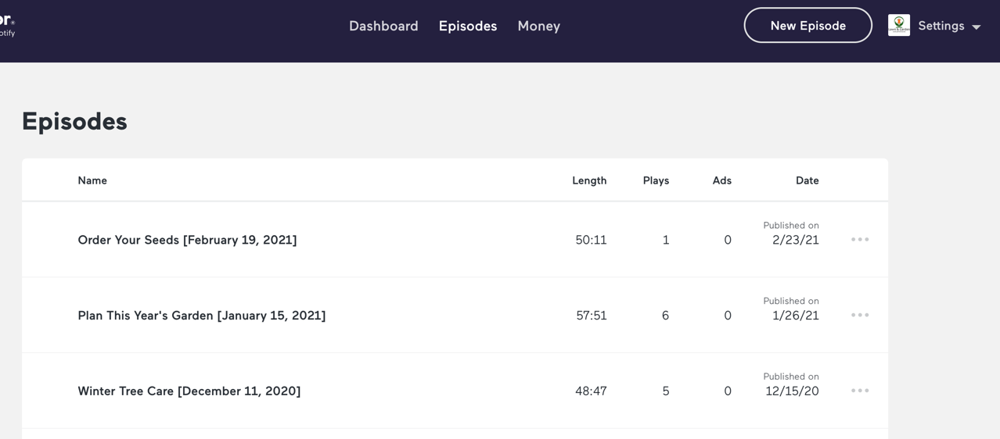 or®
otify
Dashboard Episodes Money New Episode Settings
Episodes
Name Length Plays Ads Date
Order Your Seeds [February 19, 2021] 50:11 1 0 Published on 2/23/21
Plan This Year's Garden [January 15, 2021] 57:51 6 0 Published on 1/26/21
Winter Tree Care [December 11, 2020] 48:47 5 0 Published on 12/15/20